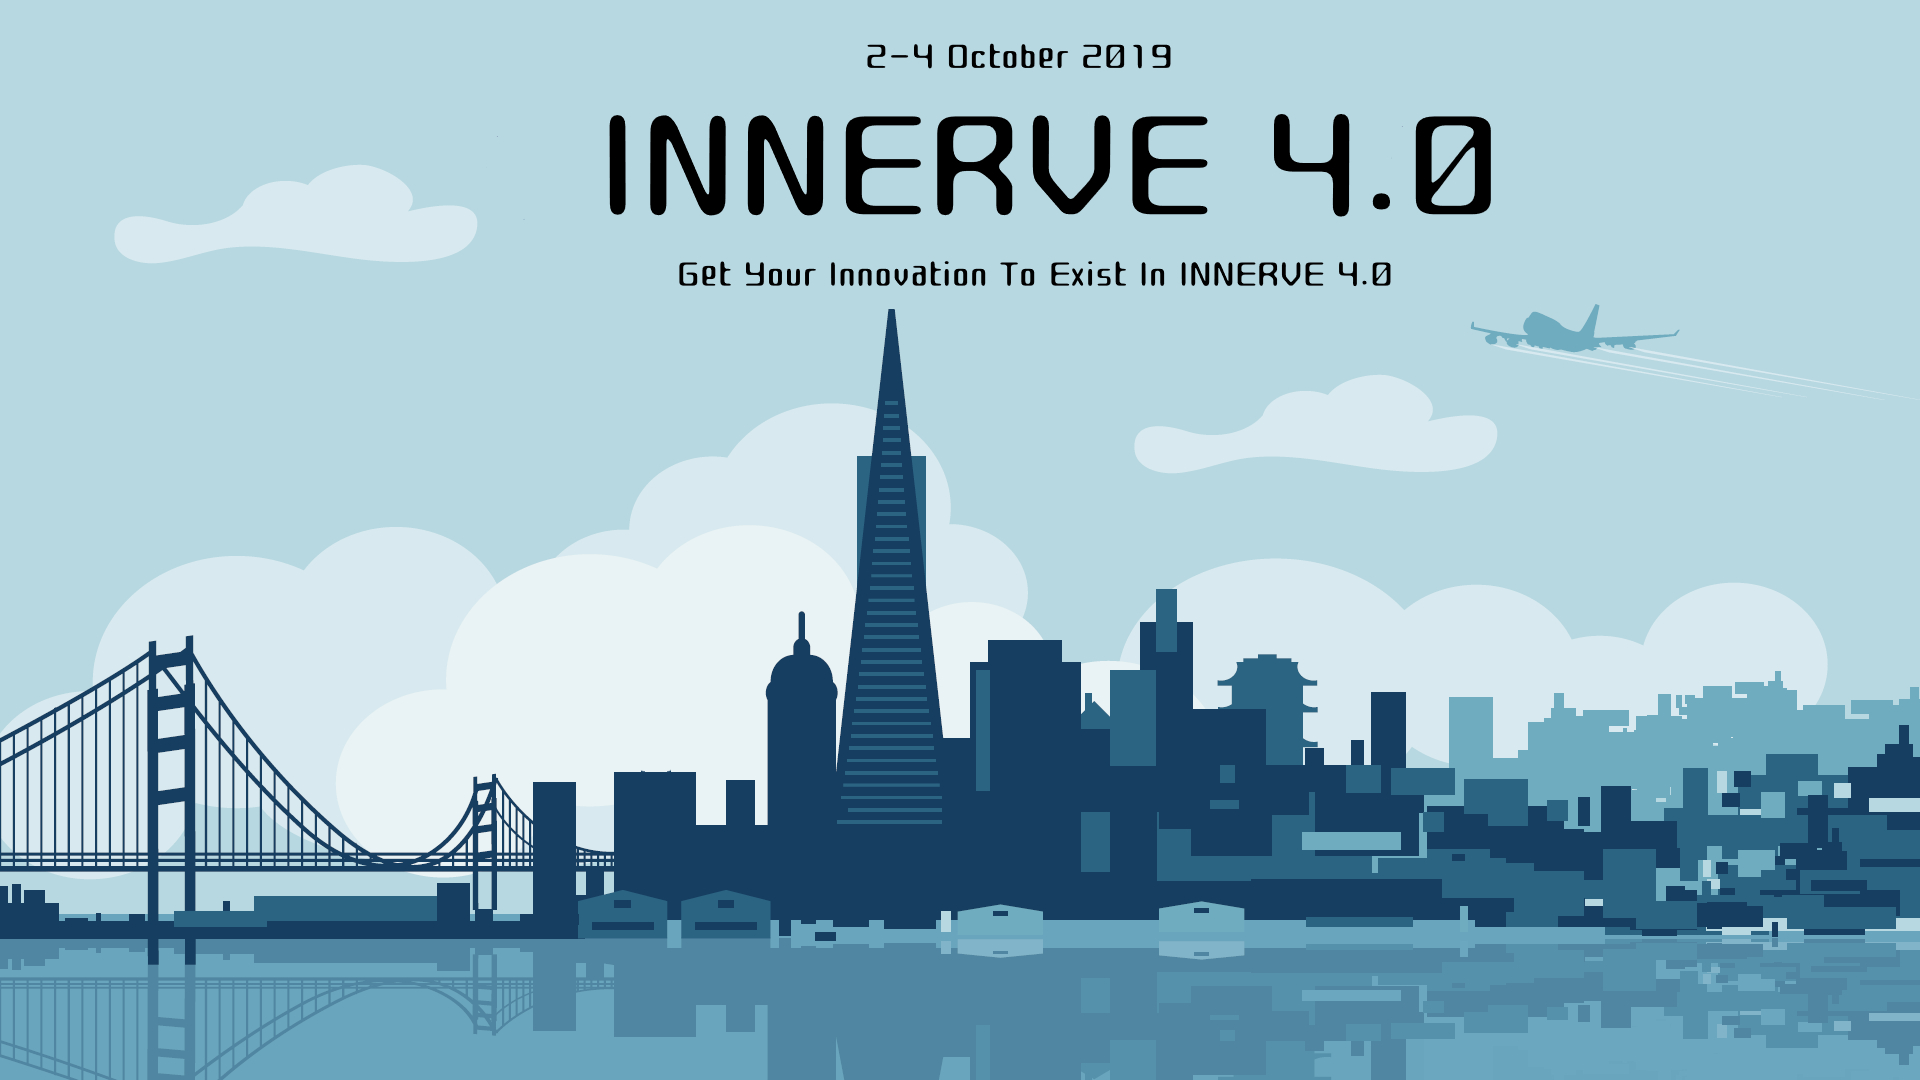 2-4 October 2019
INNERVE 4.0
Get Your Innovation To Exist In INNERVE 4.0